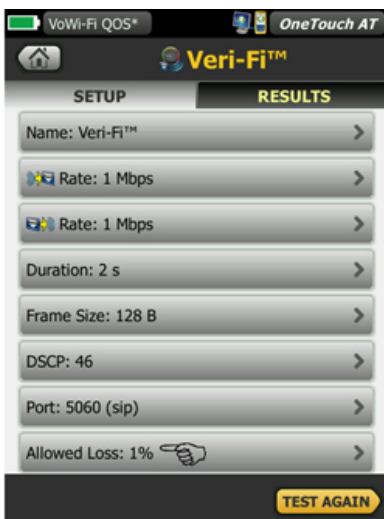 VoWi-Fi QOS*
OneTouch AT
Veri-Fi™
SETUP RESULTS
Name: Veri-Fi™
Rate: 1 Mbps
Rate: 1 Mbps
Duration: 2 s
Frame Size: 128 B
DSCP: 46
Port: 5060 (sip)
Allowed Loss: 1%
TEST AGAIN